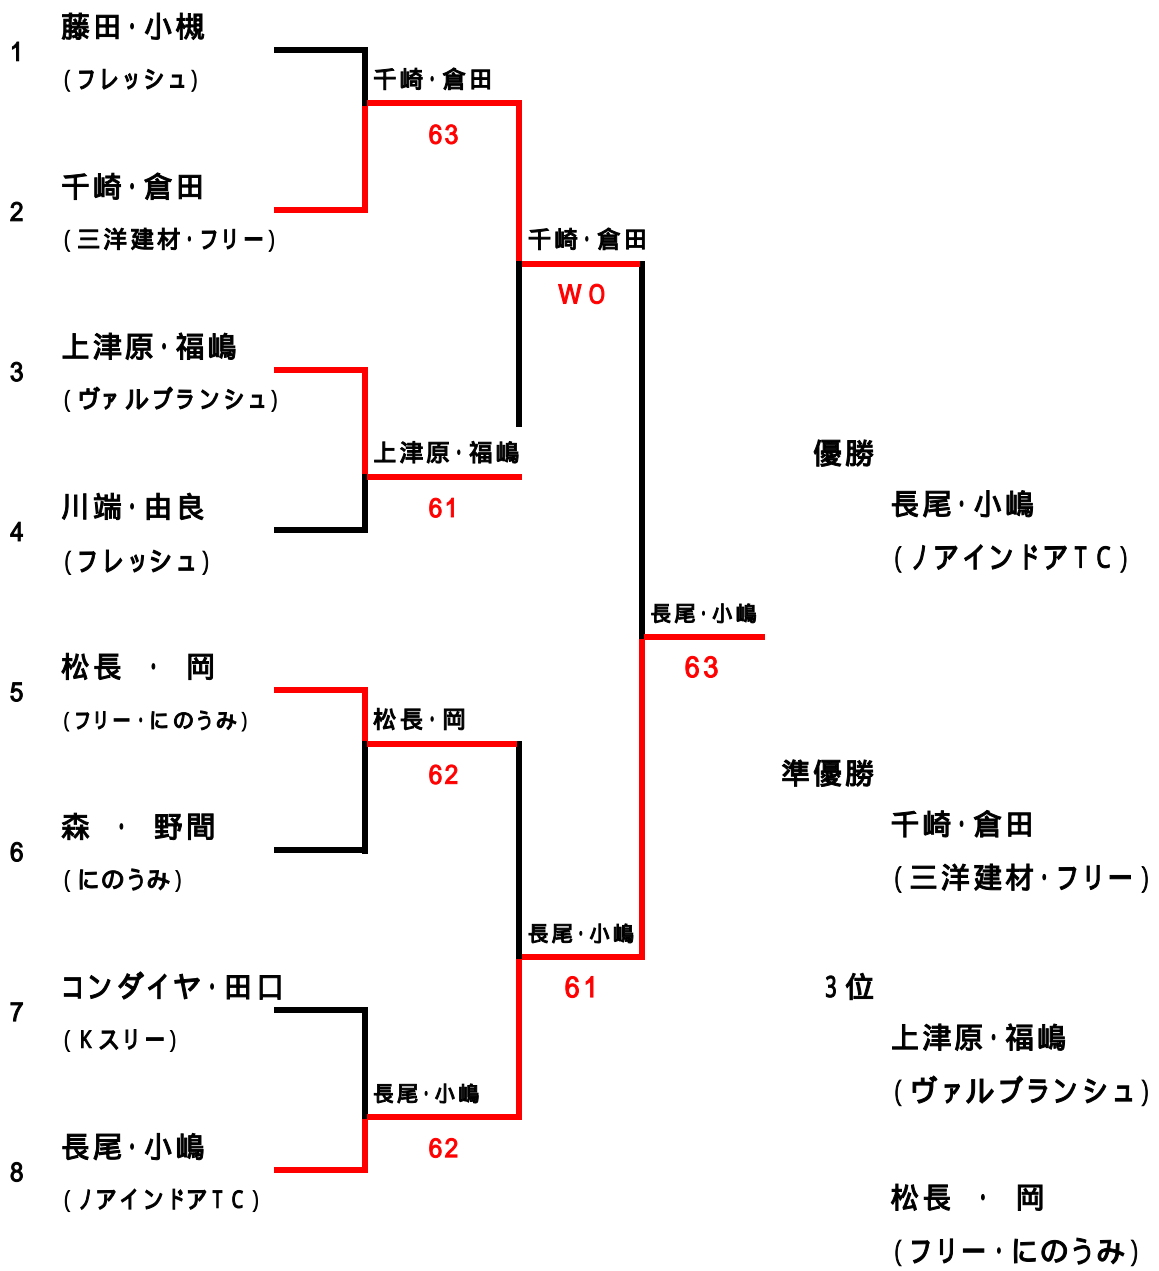 1
藤田・小槻
(フレッシュ)
2
千崎・倉田
(三洋建材・フリー)
3
上津原・福嶋
(ヴァルブランシュ)
4
川端・由良
(フレッシュ)
5
松長 ・ 岡
(フリー・にのうみ)
6
森 ・ 野間
(にのうみ)
7
コンダイヤ・田口
(Kスリー)
8
長尾・小嶋
(ノアインドアTC)
千崎・倉田
63
上津原・福嶋
61
松長・岡
62
長尾・小嶋
62
千崎・倉田
WO
長尾・小嶋
61
長尾・小嶋
63
優勝
長尾・小嶋
(ノアインドアTC)
準優勝
千崎・倉田
(三洋建材・フリー)
3位
上津原・福嶋
(ヴァルブランシュ)
松長 ・ 岡
(フリー・にのうみ)